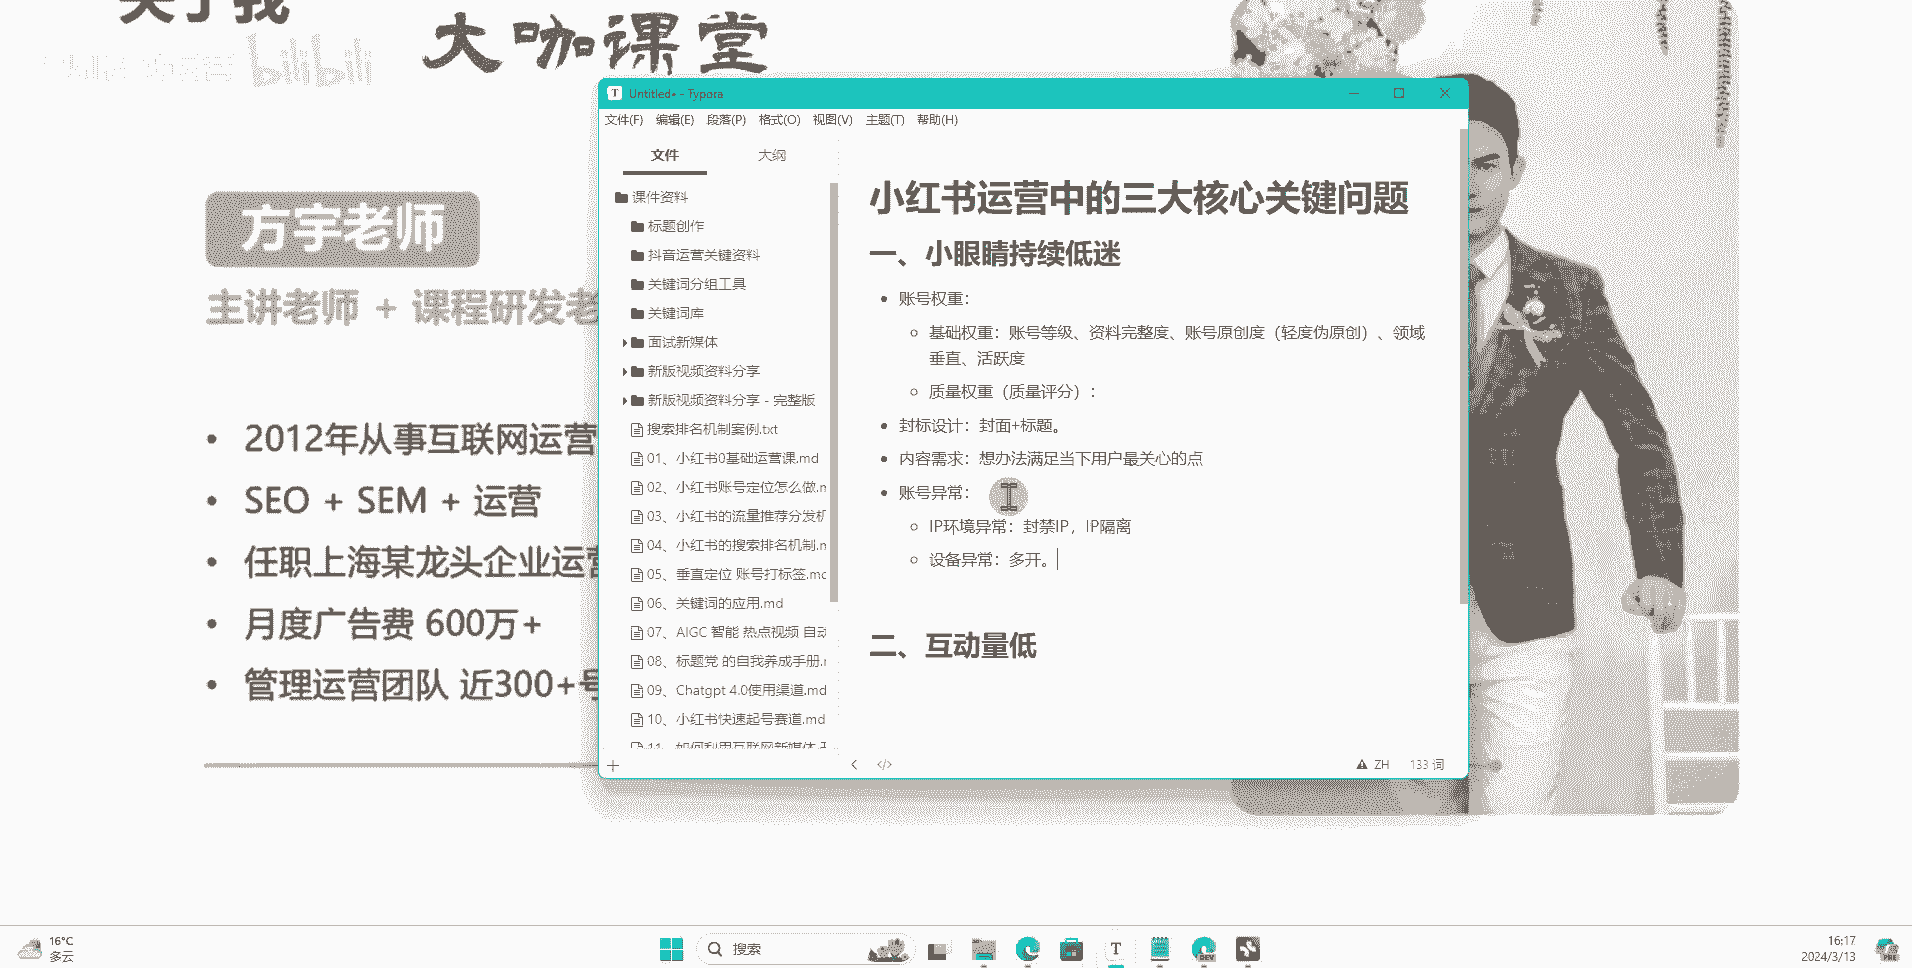 关于我
bilibili
大咖课堂
方宇老师
主讲老师 + 课程研发老
2012年从事互联网运营
SEO + SEM + 运营
任职上海某龙头企业运营
月度广告费 600万+
管理运营团队 近300+号
Untitled• - Typora
文件(F) 编辑(E) 段落(P) 格式(O) 视图(V) 主题(T) 帮助(H)
文件 大纲
课件资料
标题创作
抖音运营关键资料
关键词分组工具
关键词库
面试新媒体
新版视频资料分享
新版视频资料分享 - 完整版
搜索排名机制案例.txt
01、小红书0基础运营课.md
02、小红书账号定位怎么做.m
03、小红书的流量推荐分发机
04、小红书的搜索排名机制.m
05、垂直定位 账号打标签.md
06、关键词的应用.md
07、AIGC 智能 热点视频 自动
08、标题党 的自我养成手册.m
09、Chatgpt 4.0使用渠道.md
10、小红书快速起号赛道.md
11、如何利用互联网新媒体
小红书运营中的三大核心关键问题
一、小眼睛持续低迷
账号权重：
基础权重：账号等级、资料完整度、账号原创度（轻度伪原创）、领域
垂直、活跃度
质量权重（质量评分）：
封标设计：封面+标题。
内容需求：想办法满足当下用户最关心的点
账号异常：
IP环境异常：封禁IP，IP隔离
设备异常：多开。
二、互动量低
ZH 133 词
16°C
多云
搜索
16:17
2024/3/13